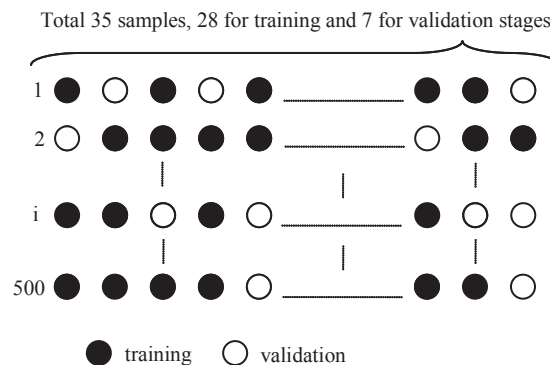 Total 35 samples, 28 for training and 7 for validation stages
1
2
i
500
training validation